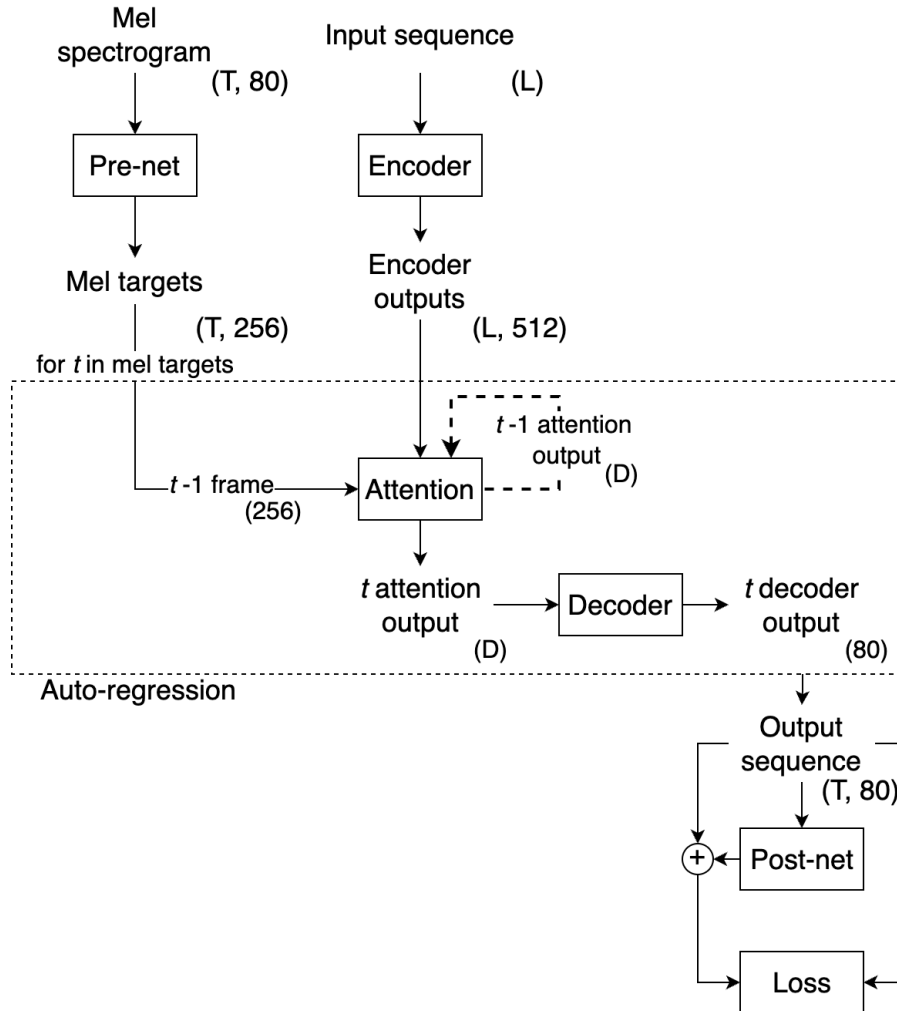 Mel
spectrogram
(T, 80)
Input sequence
(L)
Pre-net
Encoder
Mel targets
(T, 256)
Encoder
outputs
(L, 512)
for t in mel targets
t -1 attention
output
(D)
t -1 frame
(256)
Attention
t attention
output
(D)
Decoder
t decoder
output
(80)
Auto-regression
Output
sequence
(T, 80)
+
Post-net
Loss